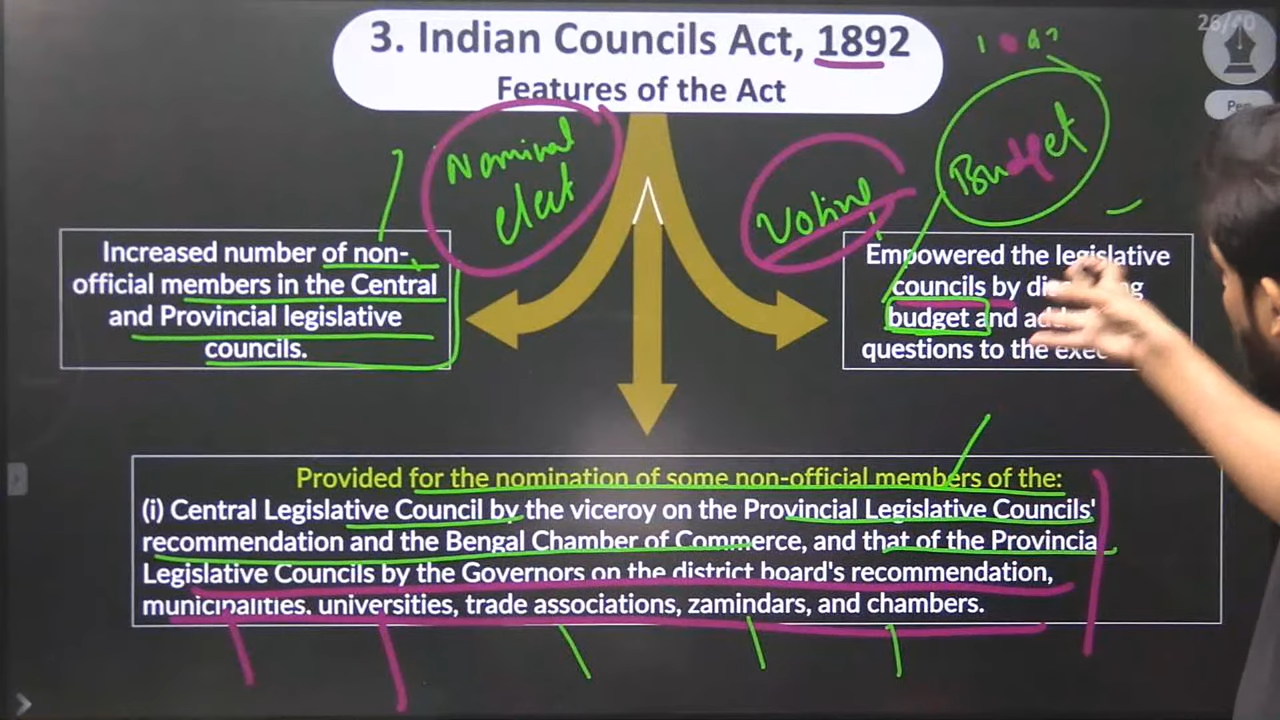 26/40
3. Indian Councils Act, 1892
Features of the Act
Pe
Nominal
elect
Voting
Budget
Increased number of non-
official members in the Central
and Provincial legislative
councils.
Empowered the legislative
councils by
budget and
questions to the
Provided for the nomination of some non-official members of the:
(i) Central Legislative Council by the viceroy on the Provincial Legislative Councils'
recommendation and the Bengal Chamber of Commerce, and that of the Provincia
Legislative Councils by the Governors on the district board's recommendation,
municipalities, universities, trade associations, zamindars, and chambers.